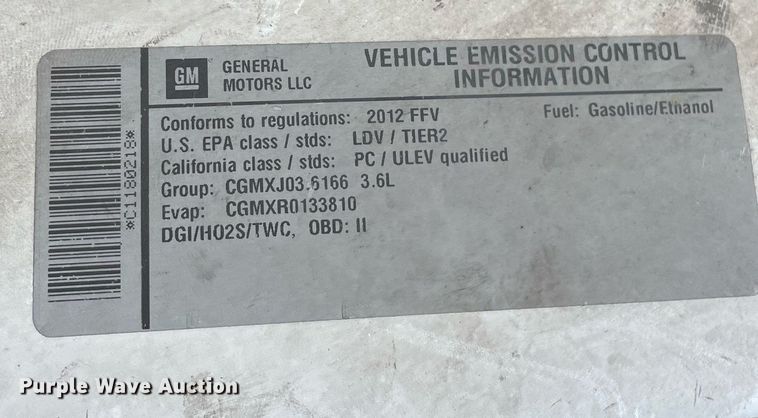 GM GENERAL MOTORS LLC
VEHICLE EMISSION CONTROL
INFORMATION
Conforms to regulations: 2012 FFV Fuel: Gasoline/Ethanol
U.S. EPA class / stds: LDV / TIER2
California class / stds: PC / ULEV qualified
Group: CGMXJ03.6166 3.6L
Evap: CGMXR0133810
DGI/HO2S/TWC, OBD: II
*C1180218*
Purple Wave Auction